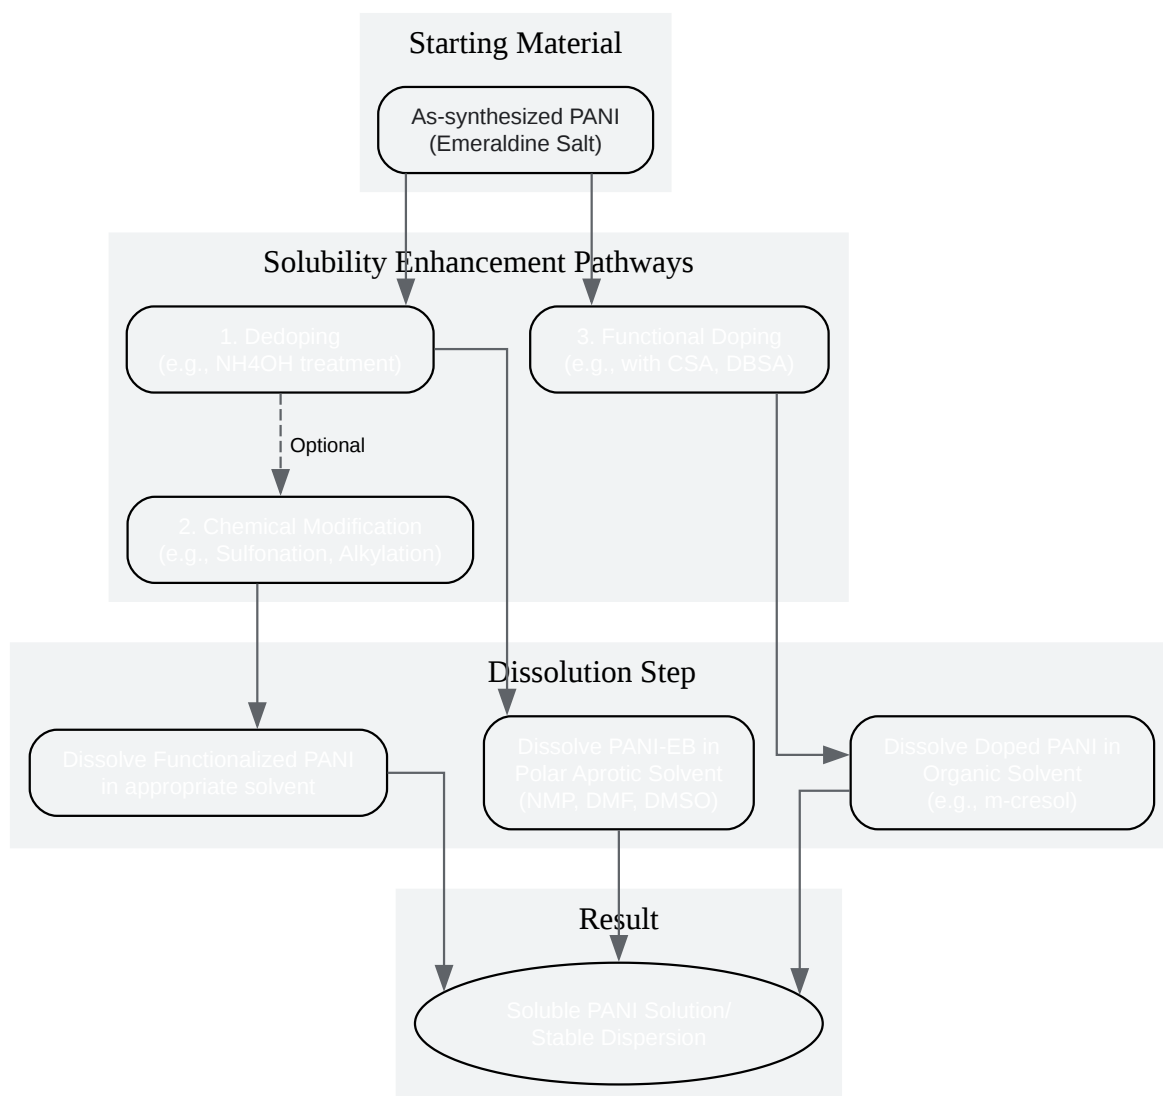 Starting Material
As-synthesized PANI
(Emeraldine Salt)
Solubility Enhancement Pathways
1. Dedoping
(e.g., NH4OH treatment)
3. Functional Doping
(e.g., with CSA, DBSA)
Optional
2. Chemical Modification
(e.g., Sulfonation, Alkylation)
Dissolution Step
Dissolve Functionalized PANI
in appropriate solvent
Dissolve PANI-EB in
Polar Aprotic Solvent
(NMP, DMF, DMSO)
Dissolve Doped PANI in
Organic Solvent
(e.g., m-cresol)
Result
Soluble PANI Solution/
Stable Dispersion